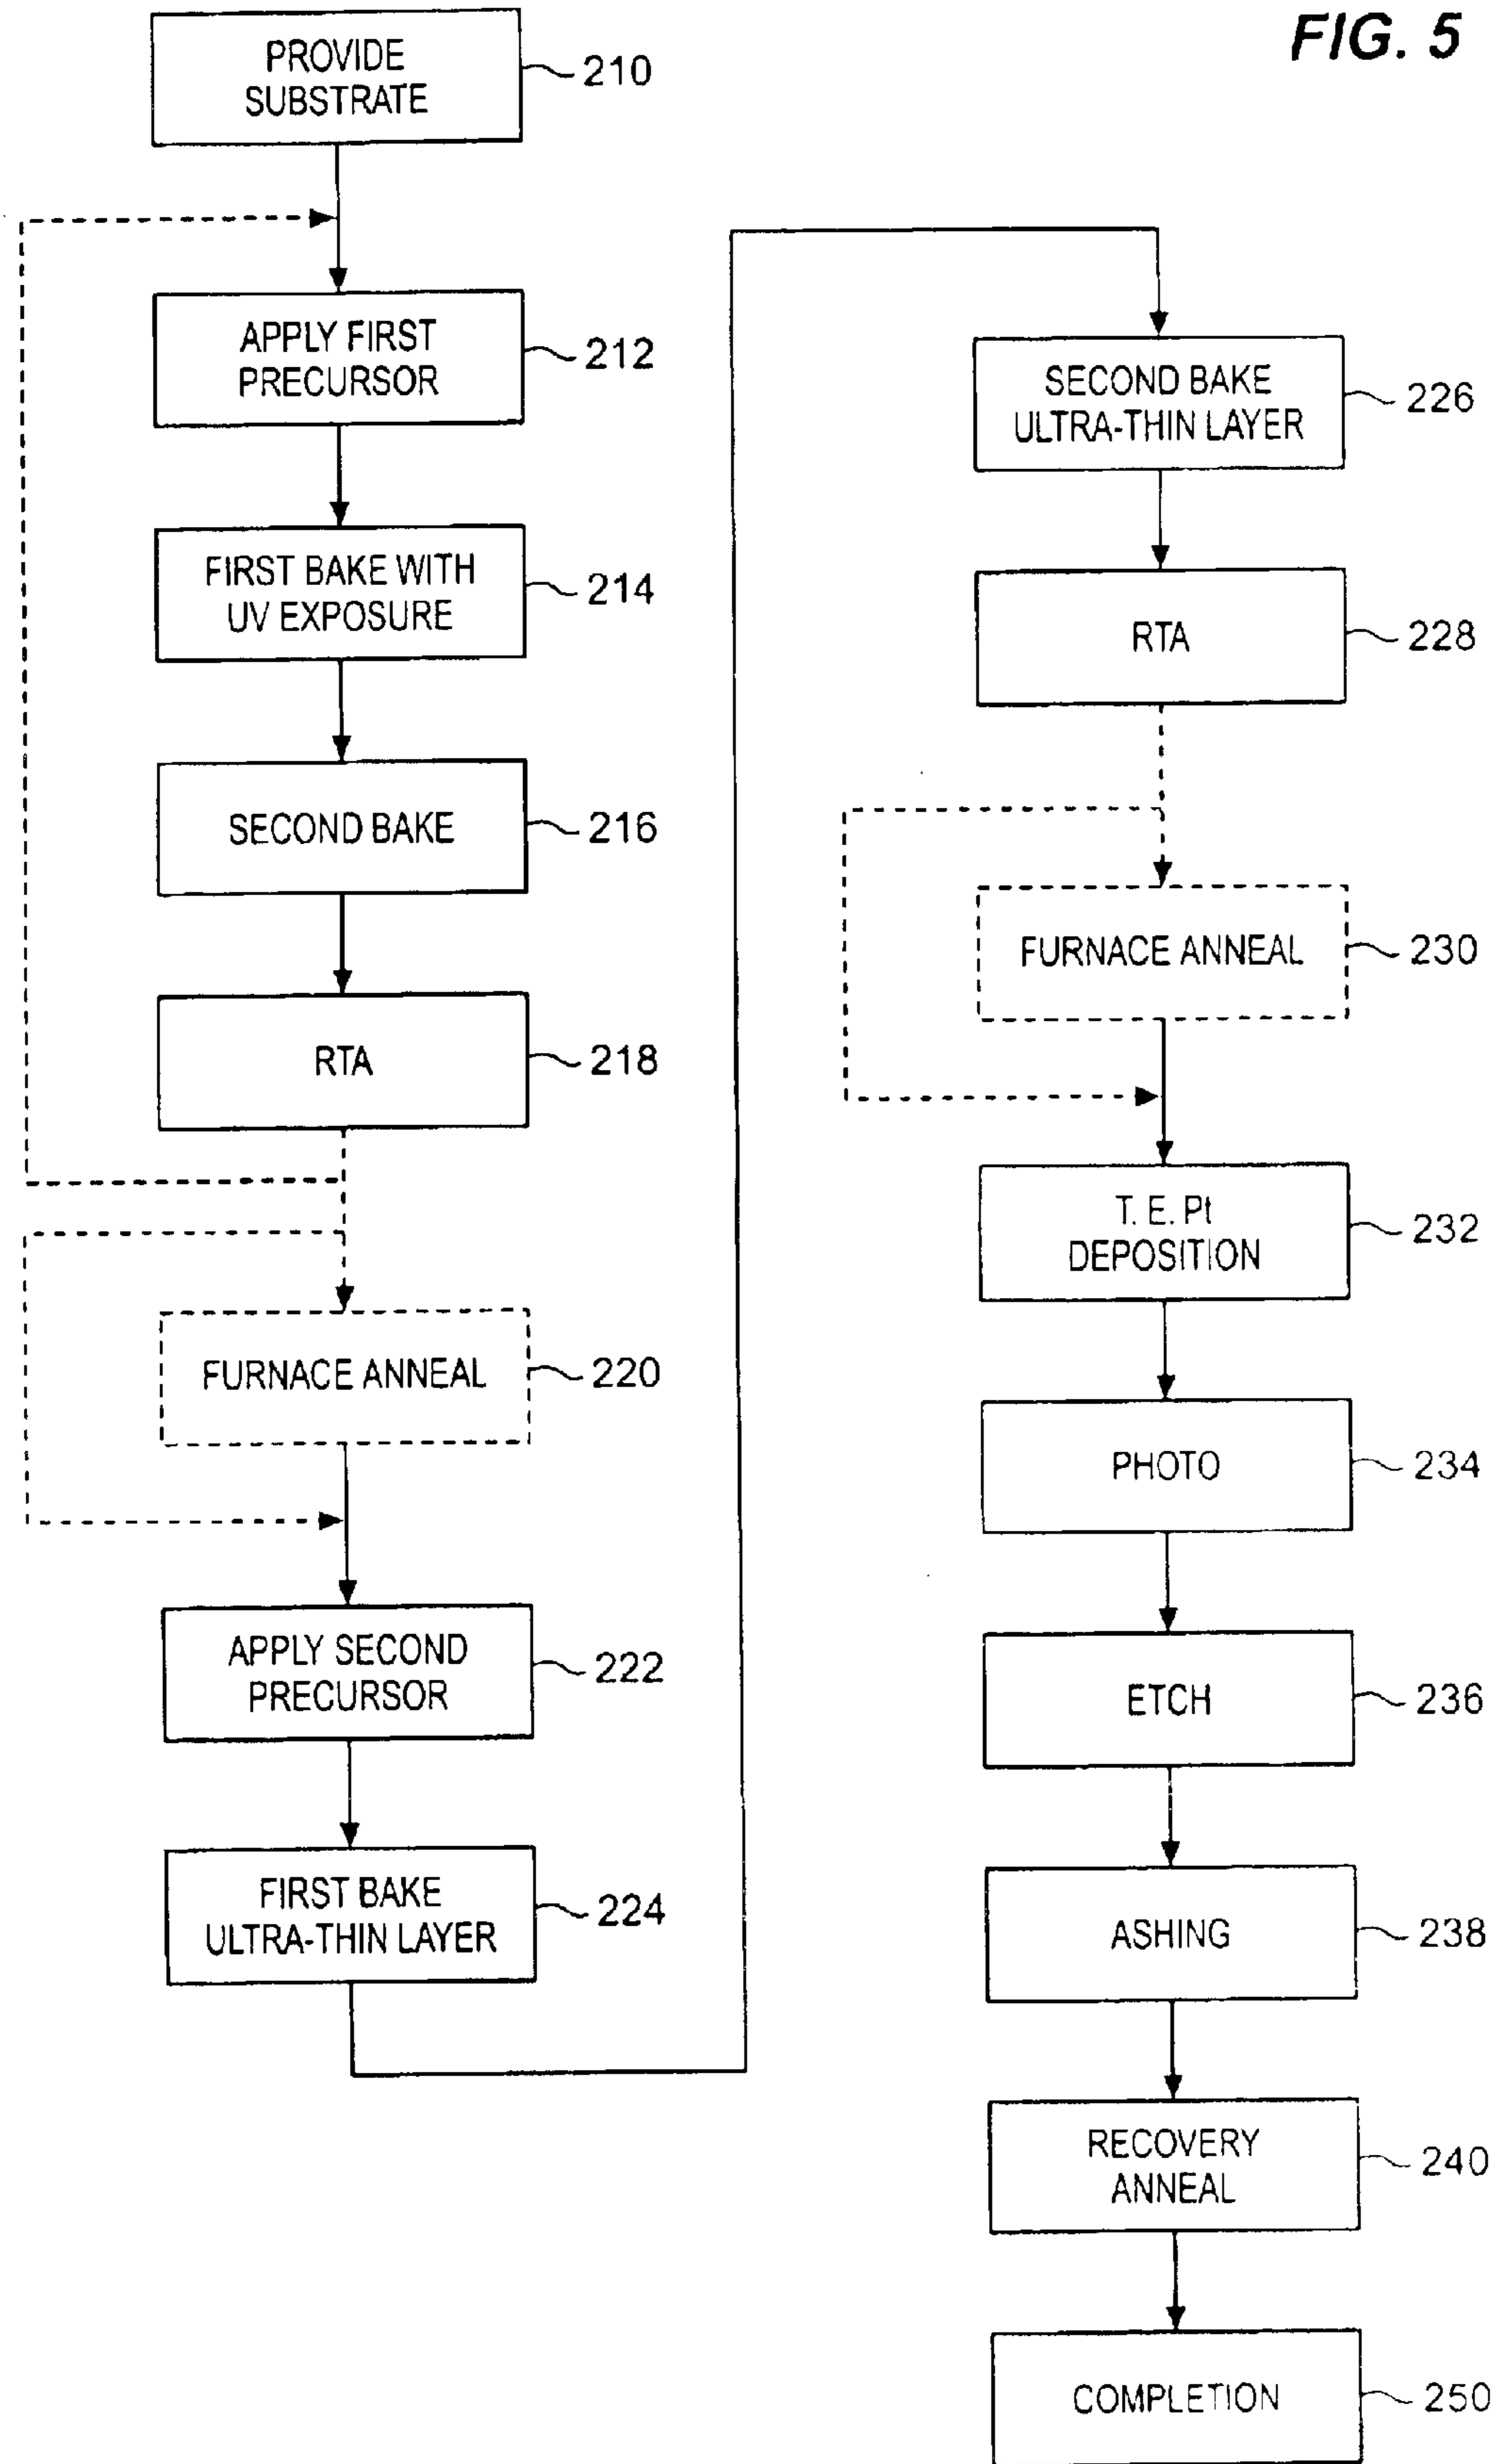 FIG. 5
PROVIDE
SUBSTRATE
210
APPLY FIRST
PRECURSOR
212
FIRST BAKE WITH
UV EXPOSURE
214
SECOND BAKE
216
RTA
218
FURNACE ANNEAL
220
APPLY SECOND
PRECURSOR
222
FIRST BAKE
ULTRA-THIN LAYER
224
SECOND BAKE
ULTRA-THIN LAYER
226
RTA
228
FURNACE ANNEAL
230
T. E. Pt
DEPOSITION
232
PHOTO
234
ETCH
236
ASHING
238
RECOVERY
ANNEAL
240
COMPLETION
250